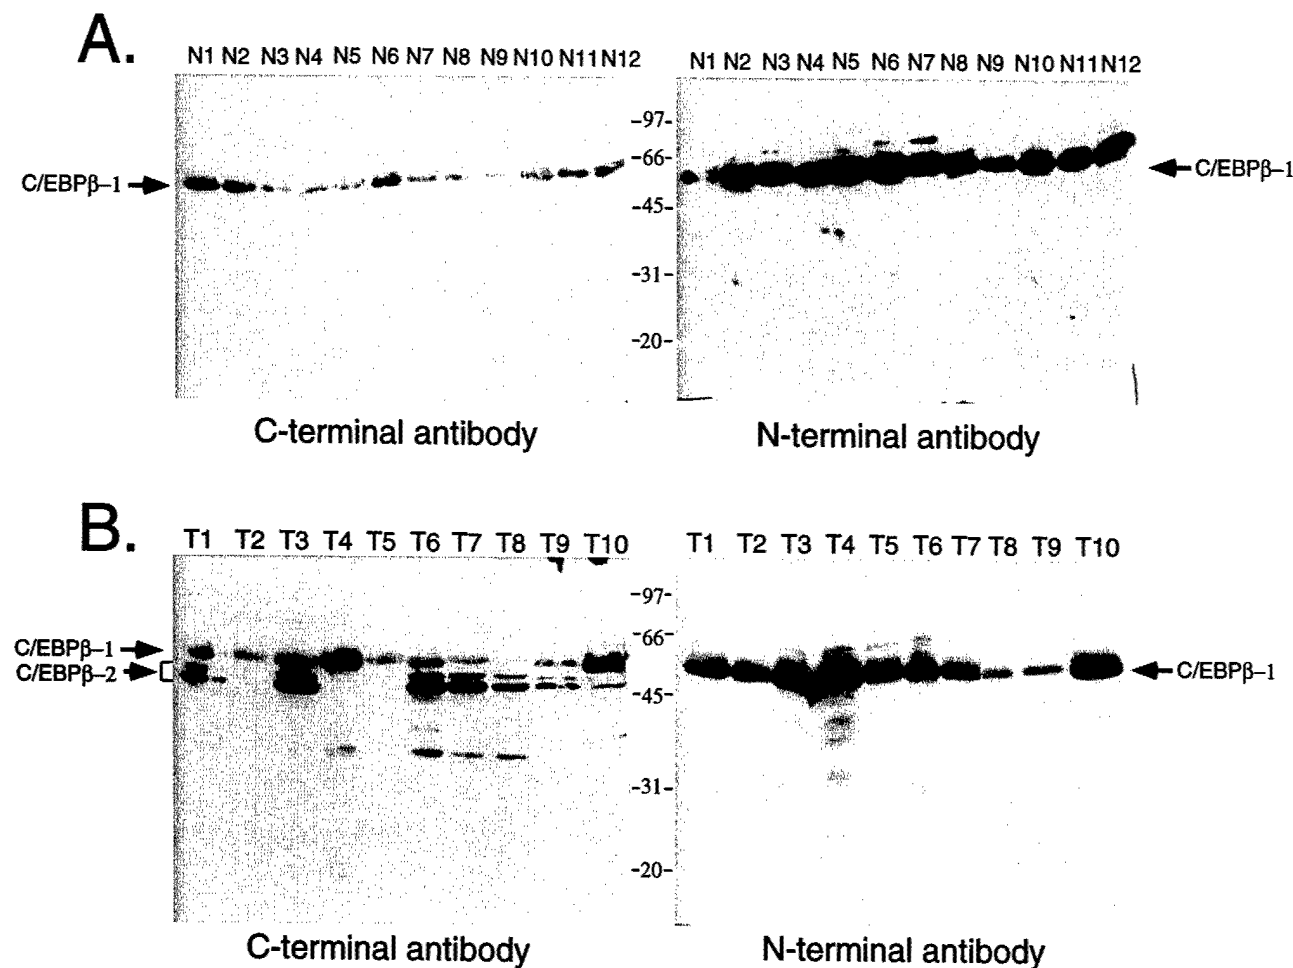 A.
N1 N2 N3 N4 N5 N6 N7 N8 N9 N10 N11 N12
N1 N2 N3 N4 N5 N6 N7 N8 N9 N10 N11 N12
C/EBPβ–1
-97-
-66-
-45-
-31-
-20-
C/EBPβ–1
C-terminal antibody
N-terminal antibody
B.
T1 T2 T3 T4 T5 T6 T7 T8 T9 T10
T1 T2 T3 T4 T5 T6 T7 T8 T9 T10
C/EBPβ–1
C/EBPβ–2
-97-
-66-
-45-
-31-
-20-
C/EBPβ–1
C-terminal antibody
N-terminal antibody